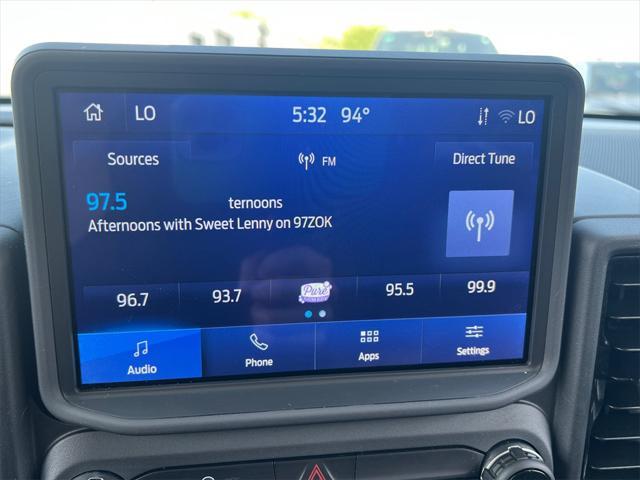 LO 5:32 94° LO
Sources FM Direct Tune
97.5 ternoons
Afternoons with Sweet Lenny on 97ZOK
96.7 93.7 Pure 95.5 99.9
Audio Phone Apps Settings